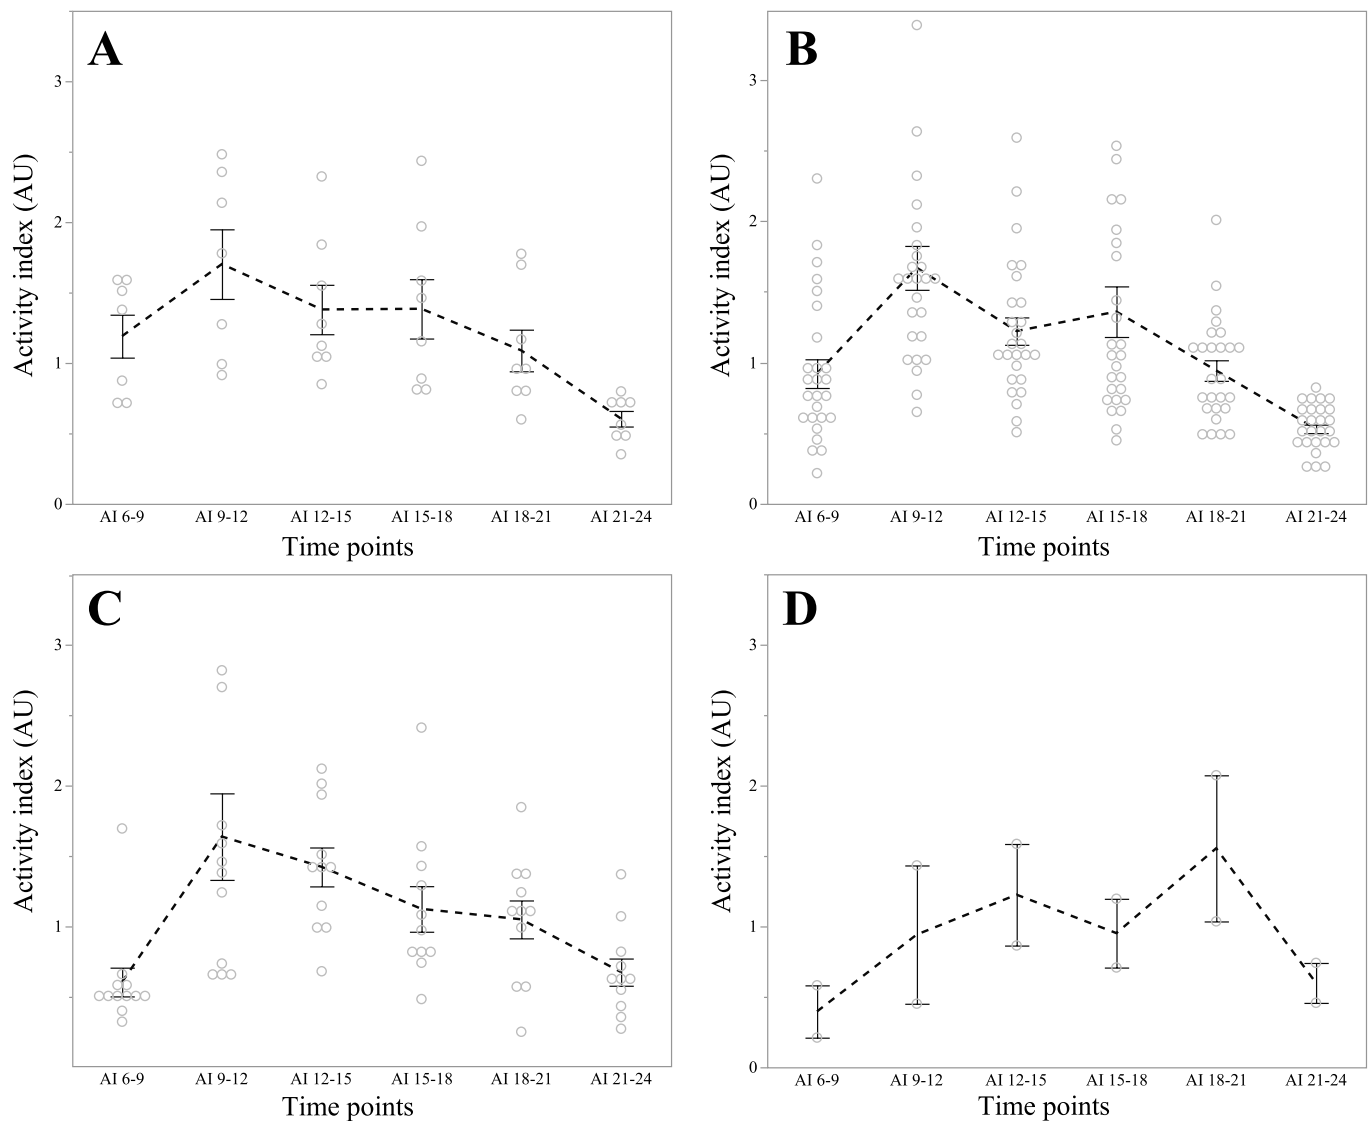 A
Activity index (AU)
3
2
1
0
AI 6-9 AI 9-12 AI 12-15 AI 15-18 AI 18-21 AI 21-24
Time points
B
Activity index (AU)
3
2
1
0
AI 6-9 AI 9-12 AI 12-15 AI 15-18 AI 18-21 AI 21-24
Time points
C
Activity index (AU)
3
2
1
AI 6-9 AI 9-12 AI 12-15 AI 15-18 AI 18-21 AI 21-24
Time points
D
Activity index (AU)
3
2
1
0
AI 6-9 AI 9-12 AI 12-15 AI 15-18 AI 18-21 AI 21-24
Time points